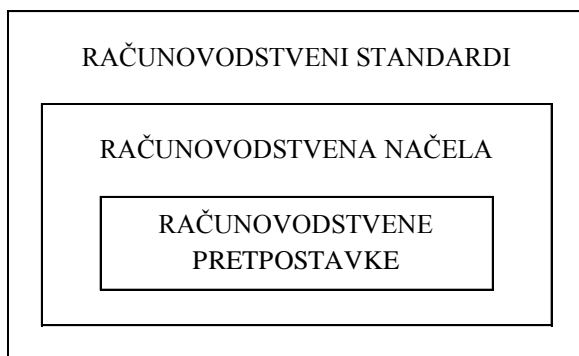 RAČUNOVODSTVENI STANDARDI
RAČUNOVODSTVENA NAČELA
RAČUNOVODSTVENE
PRETPOSTAVKE